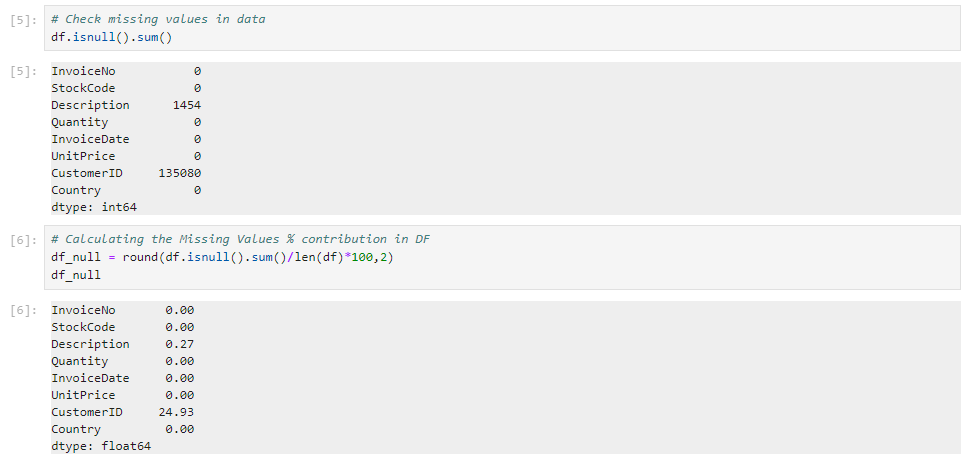 [5]: # Check missing values in data
df.isnull().sum()
[5]: InvoiceNo 0
StockCode 0
Description 1454
Quantity 0
InvoiceDate 0
UnitPrice 0
CustomerID 135080
Country 0
dtype: int64
[6]: # Calculating the Missing Values % contribution in DF
df_null = round(df.isnull().sum()/len(df)*100,2)
df_null
[6]: InvoiceNo 0.00
StockCode 0.00
Description 0.27
Quantity 0.00
InvoiceDate 0.00
UnitPrice 0.00
CustomerID 24.93
Country 0.00
dtype: float64